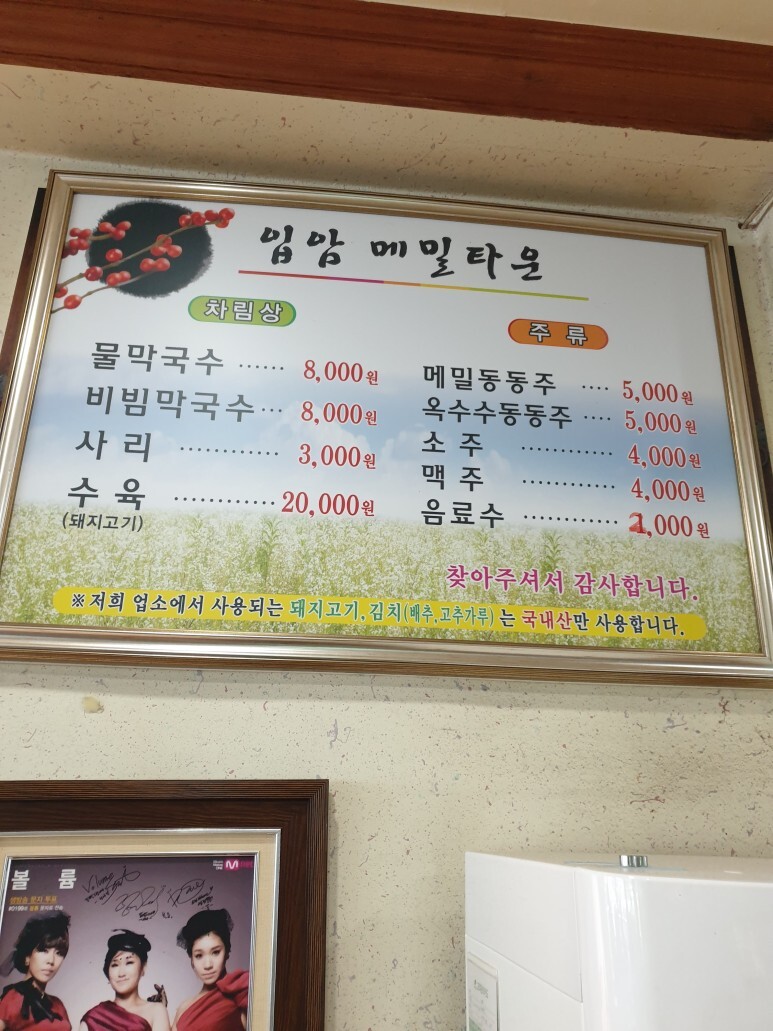 입암 메밀타운
차림상
물막국수 ...... 8,000원
비빔막국수 ... 8,000원
사리 ............ 3,000원
수육 ............ 20,000원
(돼지고기)
주류
메밀동동주 .... 5,000원
옥수수동동주 .... 5,000원
소주 ............ 4,000원
맥주 ............ 4,000원
음료수 ............ 2,000원
찾아주셔서 감사합니다.
※저희 업소에서 사용되는 돼지고기,김치(배추,고추가루)는 국내산만 사용합니다.
볼륨